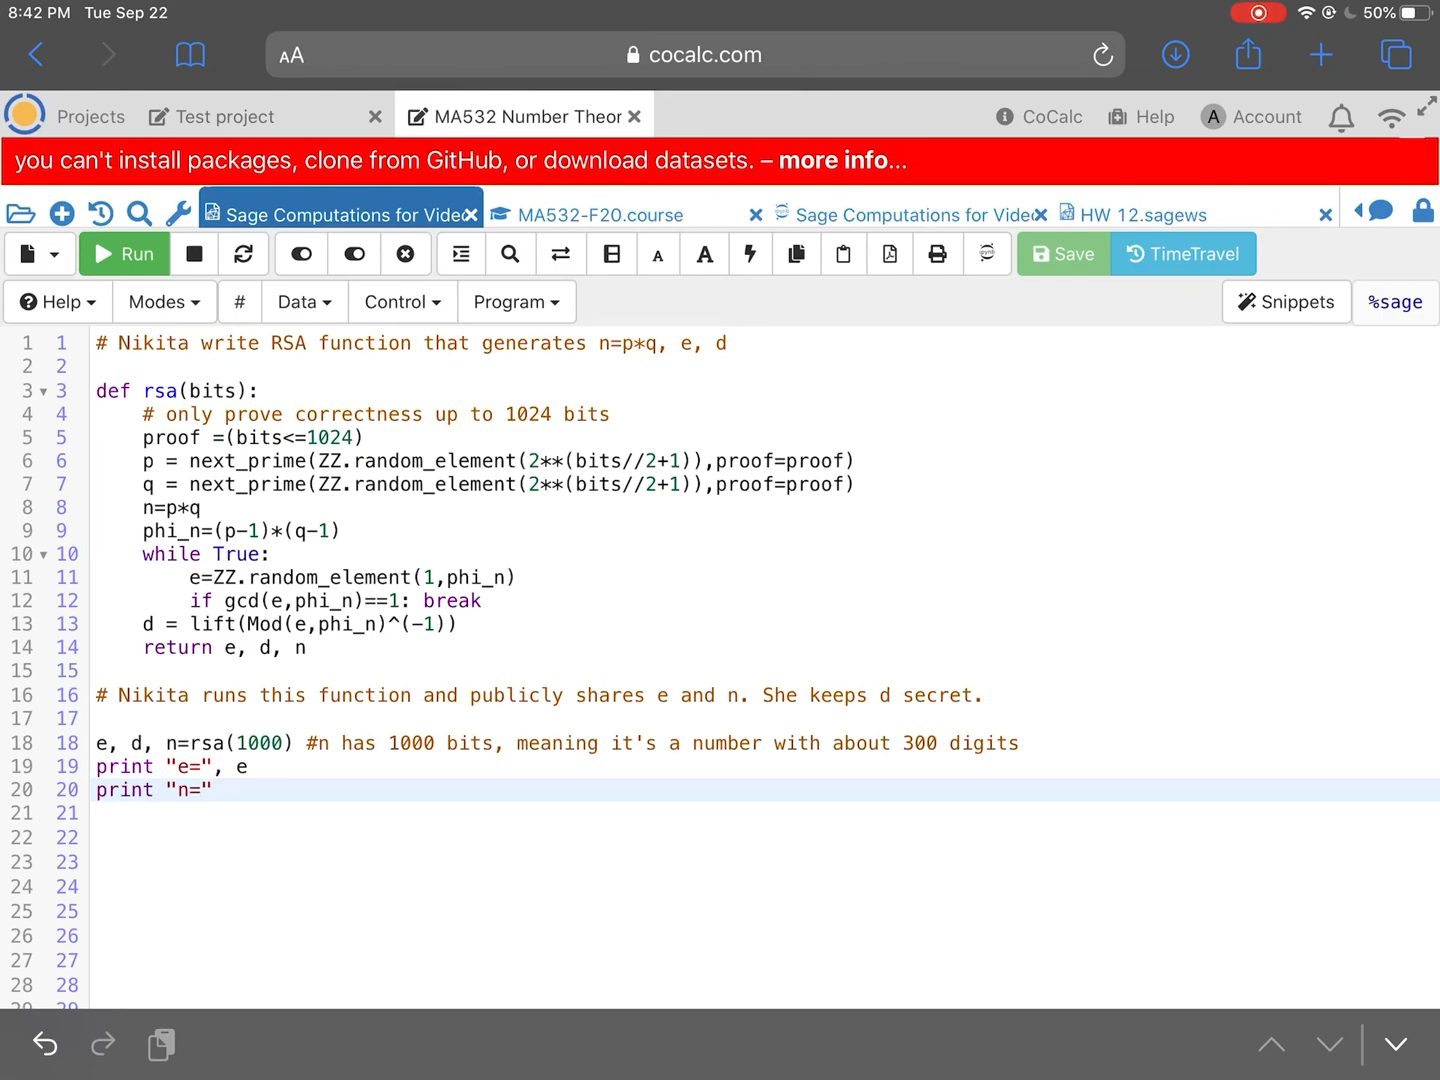 8:42 PM Tue Sep 22 50%
AA cocalc.com
Projects Test project MA532 Number Theor CoCalc Help A Account
you can't install packages, clone from GitHub, or download datasets. – more info...
Sage Computations for Videc MA532-F20.course Sage Computations for Videc HW 12.sagews
Run A A Save TimeTravel
Help Modes # Data Control Program Snippets %sage
1 1 # Nikita write RSA function that generates n=p*q, e, d
2 2
3 3 def rsa(bits):
4 4 # only prove correctness up to 1024 bits
5 5 proof =(bits<=1024)
6 6 p = next_prime(ZZ.random_element(2**(bits//2+1)),proof=proof)
7 7 q = next_prime(ZZ.random_element(2**(bits//2+1)),proof=proof)
8 8 n=p*q
9 9 phi_n=(p-1)*(q-1)
10 10 while True:
11 11 e=ZZ.random_element(1,phi_n)
12 12 if gcd(e,phi_n)==1: break
13 13 d = lift(Mod(e,phi_n)^(-1))
14 14 return e, d, n
15 15
16 16 # Nikita runs this function and publicly shares e and n. She keeps d secret.
17 17
18 18 e, d, n=rsa(1000) #n has 1000 bits, meaning it's a number with about 300 digits
19 19 print "e=", e
20 20 print "n="
21 21
22 22
23 23
24 24
25 25
26 26
27 27
28 28
29 29